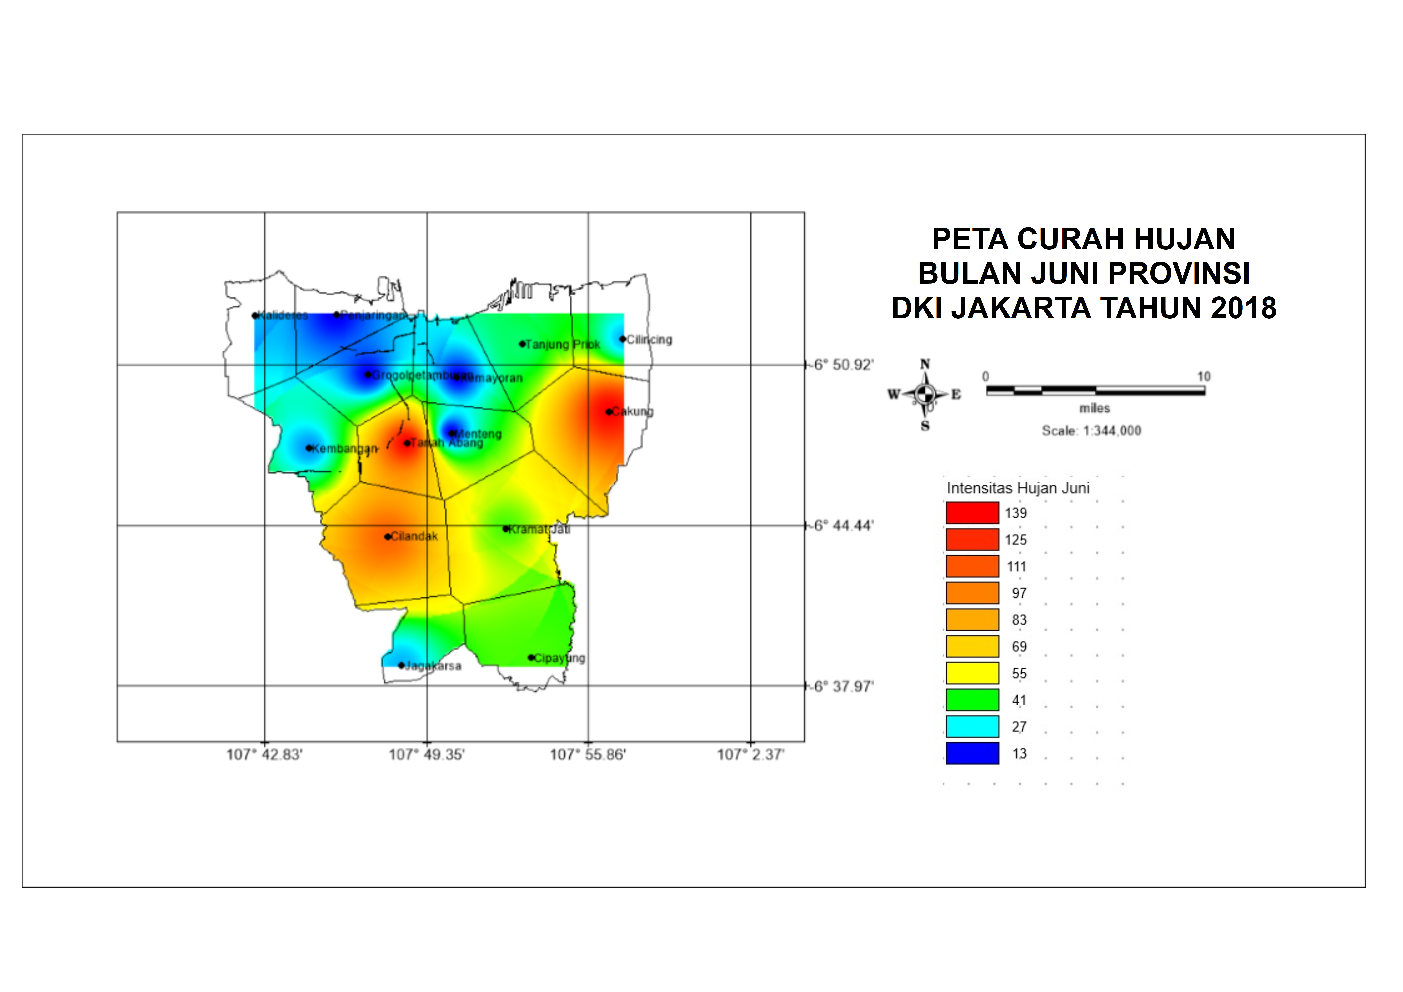 PETA CURAH HUJAN
BULAN JUNI PROVINSI
DKI JAKARTA TAHUN 2018
Kalideres
Penjaringan
Tanjung Priok
Cilincing
Grogolpetamburan
Kemayoran
Cakung
Menteng
Tanah Abang
Kembangan
Kramat Jati
Cilandak
Jagakarsa
Cipayung
-6° 50.92'
-6° 44.44'
-6° 37.97'
107° 42.83'
107° 49.35'
107° 55.86'
107° 2.37'
N
W
E
S
0
10
miles
Scale: 1:344,000
Intensitas Hujan Juni
139
125
111
97
83
69
55
41
27
13